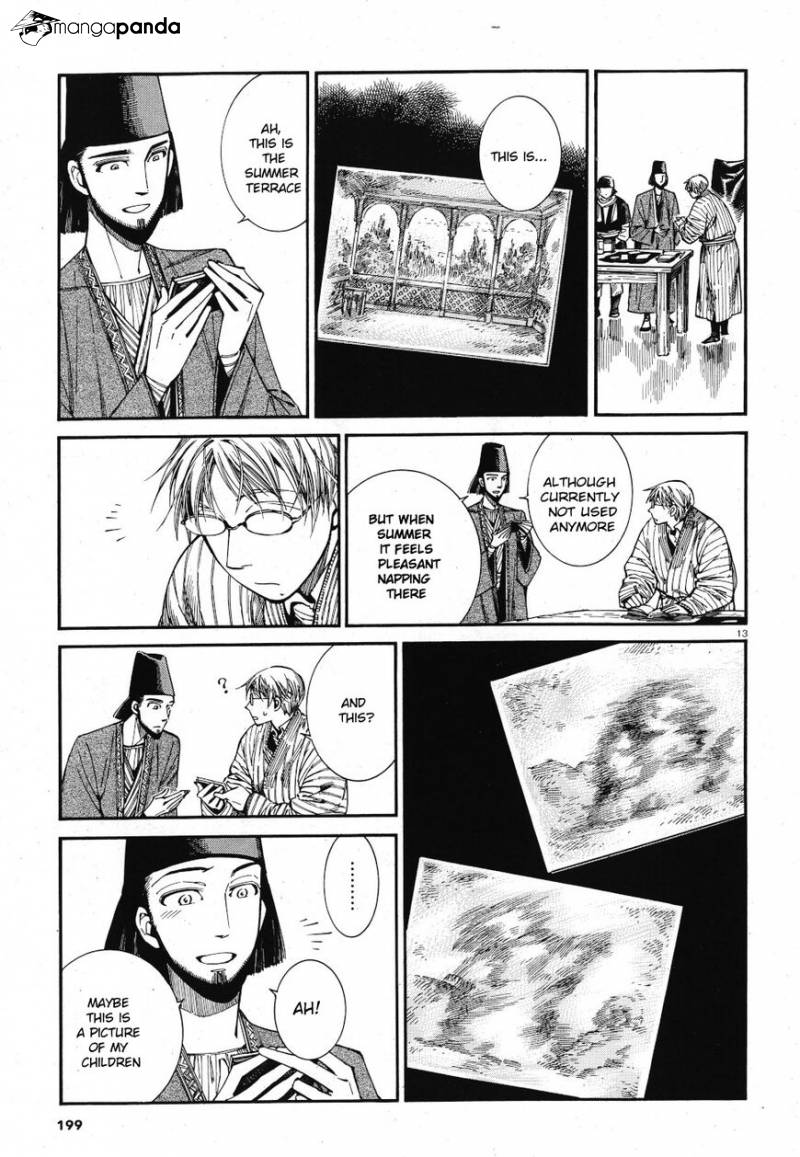 mangapanda
THIS IS...
AH,
THIS IS
THE
SUMMER
TERRACE
ALTHOUGH
CURRENTLY
NOT USED
ANYMORE
BUT WHEN
SUMMER
IT FEELS
PLEASANT
NAPPING
THERE
13
?
AND
THIS?
.........
AH!
MAYBE
THIS IS
A PICTURE
OF MY
CHILDREN
199